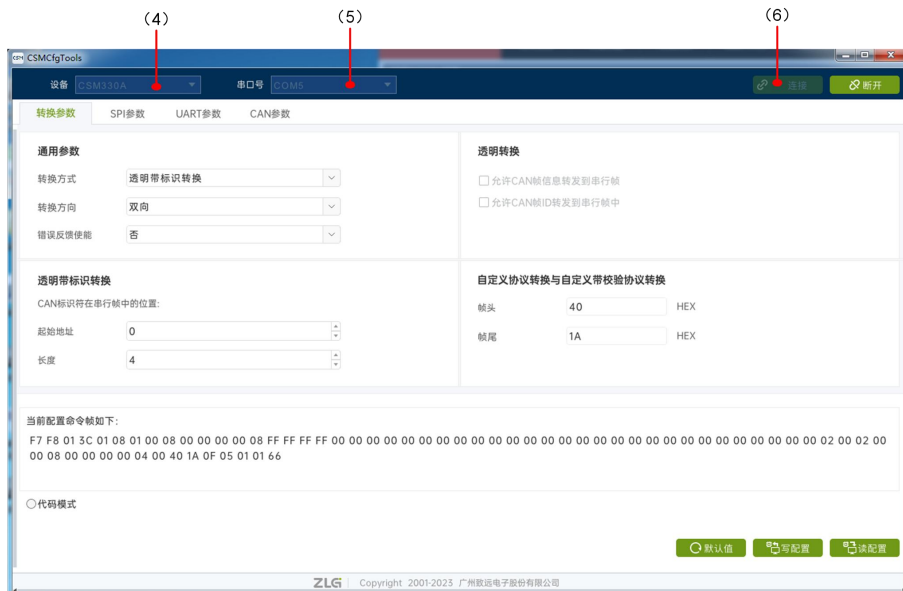 (4)
(5)
(6)
CSM CSMCfgTools
设备 CSM330A 串口号 COM5 连接 断开
转换参数 SPI参数 UART参数 CAN参数
通用参数
转换方式 透明带标识转换
转换方向 双向
错误反馈使能 否
透明转换
允许CAN帧信息转发到串行帧
允许CAN帧ID转发到串行帧中
透明带标识转换
CAN标识符在串行帧中的位置:
起始地址 0
长度 4
自定义协议转换与自定义带校验协议转换
帧头 40 HEX
帧尾 1A HEX
当前配置命令帧如下:
F7 F8 01 3C 01 08 01 00 08 00 00 00 00 08 FF FF FF FF 00 00 00 00 00 00 00 00 00 00 00 00 00 00 00 00 00 00 00 00 00 00 00 00 00 00 00 00 02 00 02 00
00 08 00 00 00 00 04 00 40 1A 0F 05 01 01 66
代码模式
默认值 写配置 读配置
ZLG Copyright 2001-2023 广州致远电子股份有限公司